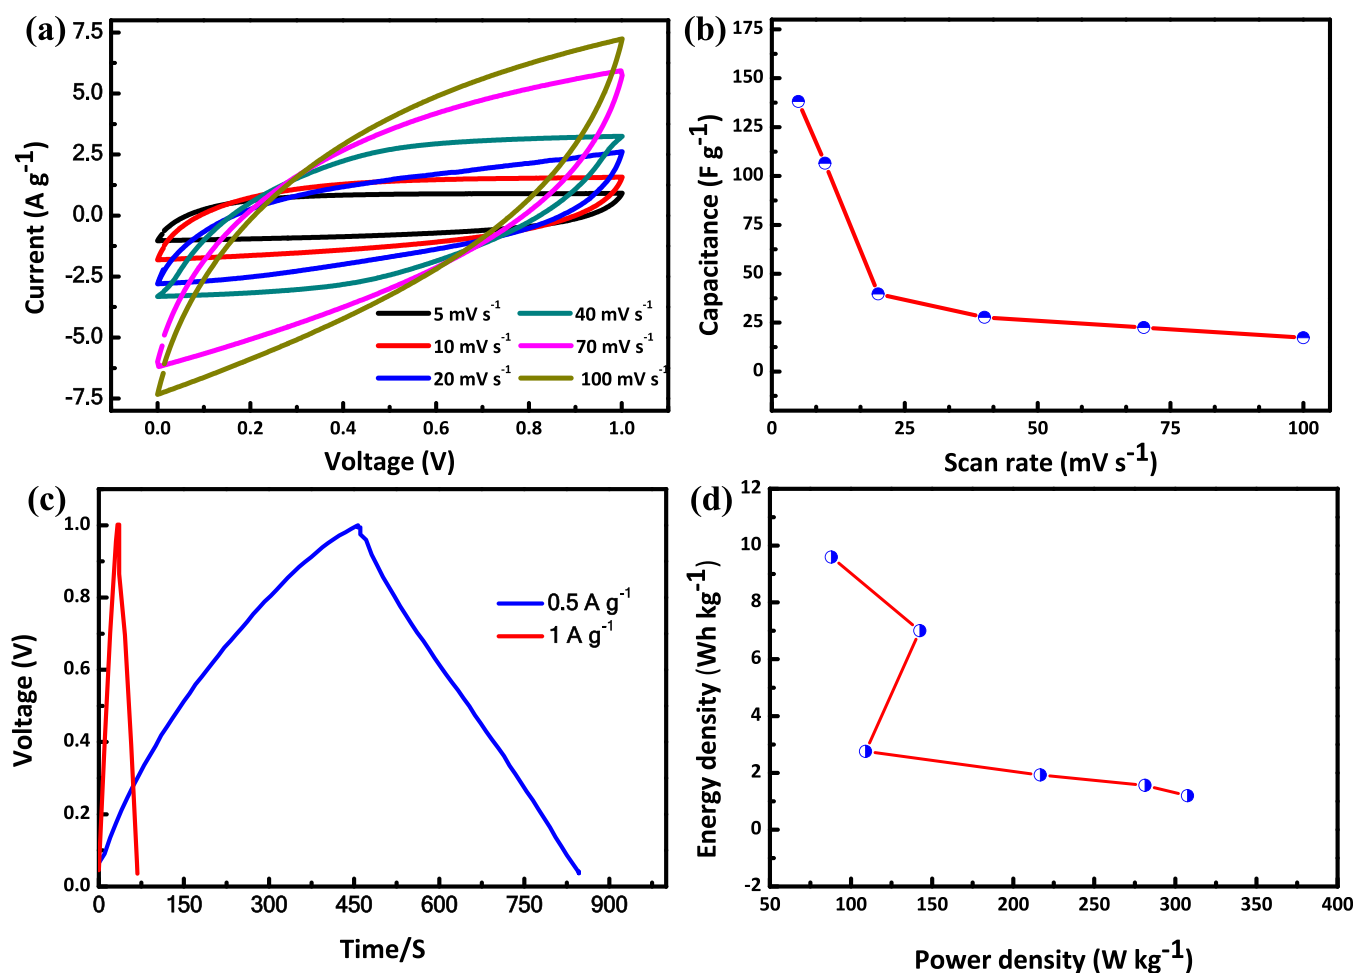 (a)
7.5
5.0
2.5
0.0
-2.5
-5.0
-7.5
Current (A g-1)
0.0 0.2 0.4 0.6 0.8 1.0
Voltage (V)
5 mV s-1
10 mV s-1
20 mV s-1
40 mV s-1
70 mV s-1
100 mV s-1
(b)
175
150
125
100
75
50
25
0
Capacitance (F g-1)
0 25 50 75 100
Scan rate (mV s-1)
(c)
1.0
0.8
0.6
0.4
0.2
0.0
Voltage (V)
0 150 300 450 600 750 900
Time/S
0.5 A g-1
1 A g-1
(d)
12
10
8
6
4
2
0
-2
Energy density (Wh kg-1)
50 100 150 200 250 300 350 400
Power density (W kg-1)